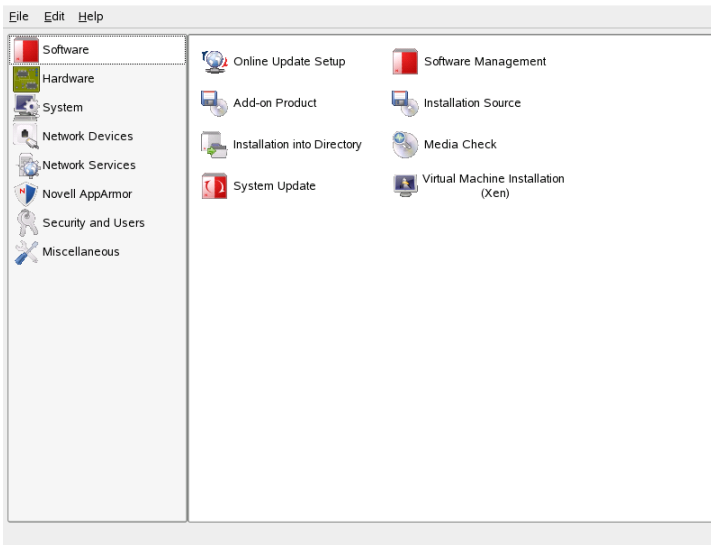 File Edit Help
Software
Hardware
System
Network Devices
Network Services
Novell AppArmor
Security and Users
Miscellaneous
Online Update Setup
Software Management
Add-on Product
Installation Source
Installation into Directory
Media Check
System Update
Virtual Machine Installation
(Xen)